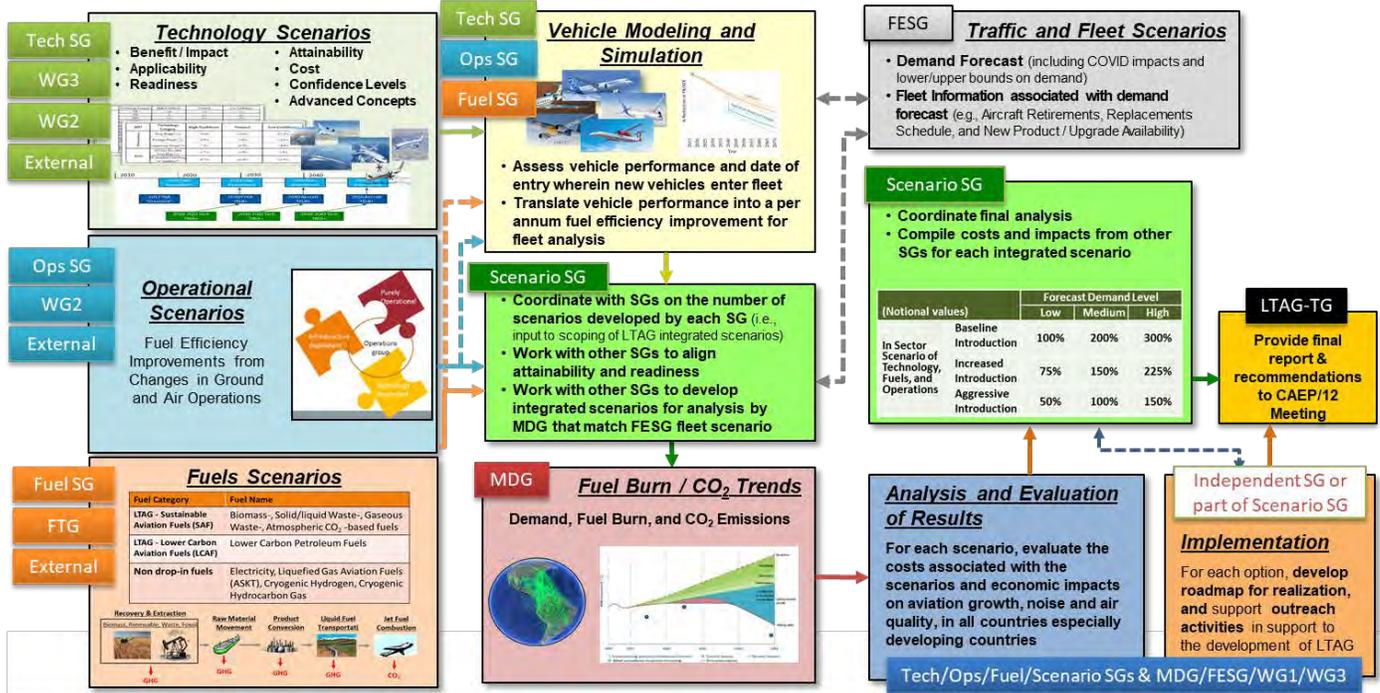 Tech SG
WG3
WG2
External
Technology Scenarios
• Benefit / Impact
• Applicability
• Readiness
• Attainability
• Cost
• Confidence Levels
• Advanced Concepts
2010
2020
2030
2040
Ops SG
WG2
External
Operational
Scenarios
Fuel Efficiency
Improvements from
Changes in Ground
and Air Operations
Purely
Operational
Operations
group
Fuel SG
FTG
External
Fuels Scenarios
Fuel Category Fuel Name
LTAG - Sustainable
Aviation Fuels (SAF)
Biomass-, Solid/liquid Waste-, Gaseous
Waste-, Atmospheric CO2 -based fuels
LTAG - Lower Carbon
Aviation Fuels (LCAF)
Lower Carbon Petroleum Fuels
Non drop-in fuels
Electricity, Liquefied Gas Aviation Fuels
(ASKT), Cryogenic Hydrogen, Cryogenic
Hydrocarbon Gas
Recovery & Extraction
Biomass, Renewable, Waste, Fossil
Raw Material
Movement
Product
Conversion
Liquid Fuel
Transportati
Jet Fuel
Combustion
GHG
GHG
GHG
GHG
CO2
Tech SG
Ops SG
Fuel SG
Vehicle Modeling and
Simulation
Year
• Assess vehicle performance and date of
entry wherein new vehicles enter fleet
• Translate vehicle performance into a per
annum fuel efficiency improvement for
fleet analysis
Scenario SG
• Coordinate with SGs on the number of
scenarios developed by each SG (i.e.,
input to scoping of LTAG integrated scenarios)
• Work with other SGs to align
attainability and readiness
• Work with other SGs to develop
integrated scenarios for analysis by
MDG that match FESG fleet scenario
MDG
Fuel Burn / CO2 Trends
Demand, Fuel Burn, and CO2 Emissions
FESG
Traffic and Fleet Scenarios
• Demand Forecast (including COVID impacts and
lower/upper bounds on demand)
• Fleet Information associated with demand
forecast (e.g., Aircraft Retirements, Replacements
Schedule, and New Product / Upgrade Availability)
Scenario SG
• Coordinate final analysis
• Compile costs and impacts from other
SGs for each integrated scenario
(Notional values)
Forecast Demand Level
Low Medium High
In Sector
Scenario of
Technology,
Fuels, and
Operations
Baseline
Introduction
100% 200% 300%
Increased
Introduction
75% 150% 225%
Aggressive
Introduction
50% 100% 150%
LTAG-TG
Provide final
report &
recommendations
to CAEP/12
Meeting
Analysis and Evaluation
of Results
For each scenario, evaluate the
costs associated with the
scenarios and economic impacts
on aviation growth, noise and air
quality, in all countries especially
developing countries
Independent SG or
part of Scenario SG
Implementation
For each option, develop
roadmap for realization,
and support outreach
activities in support to
the development of LTAG
Tech/Ops/Fuel/Scenario SGs & MDG/FESG/WG1/WG3